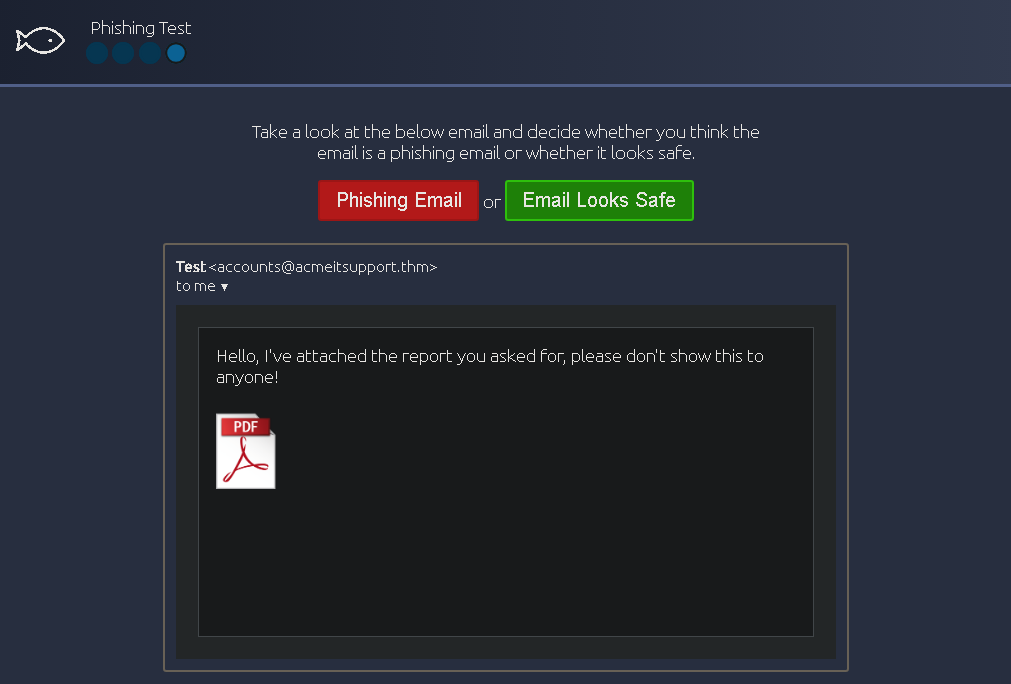 Phishing Test
Take a look at the below email and decide whether you think the
email is a phishing email or whether it looks safe.
Phishing Email or Email Looks Safe
Test <accounts@acmeitsupport.thm>
to me ▾
Hello, I've attached the report you asked for, please don't show this to
anyone!
PDF